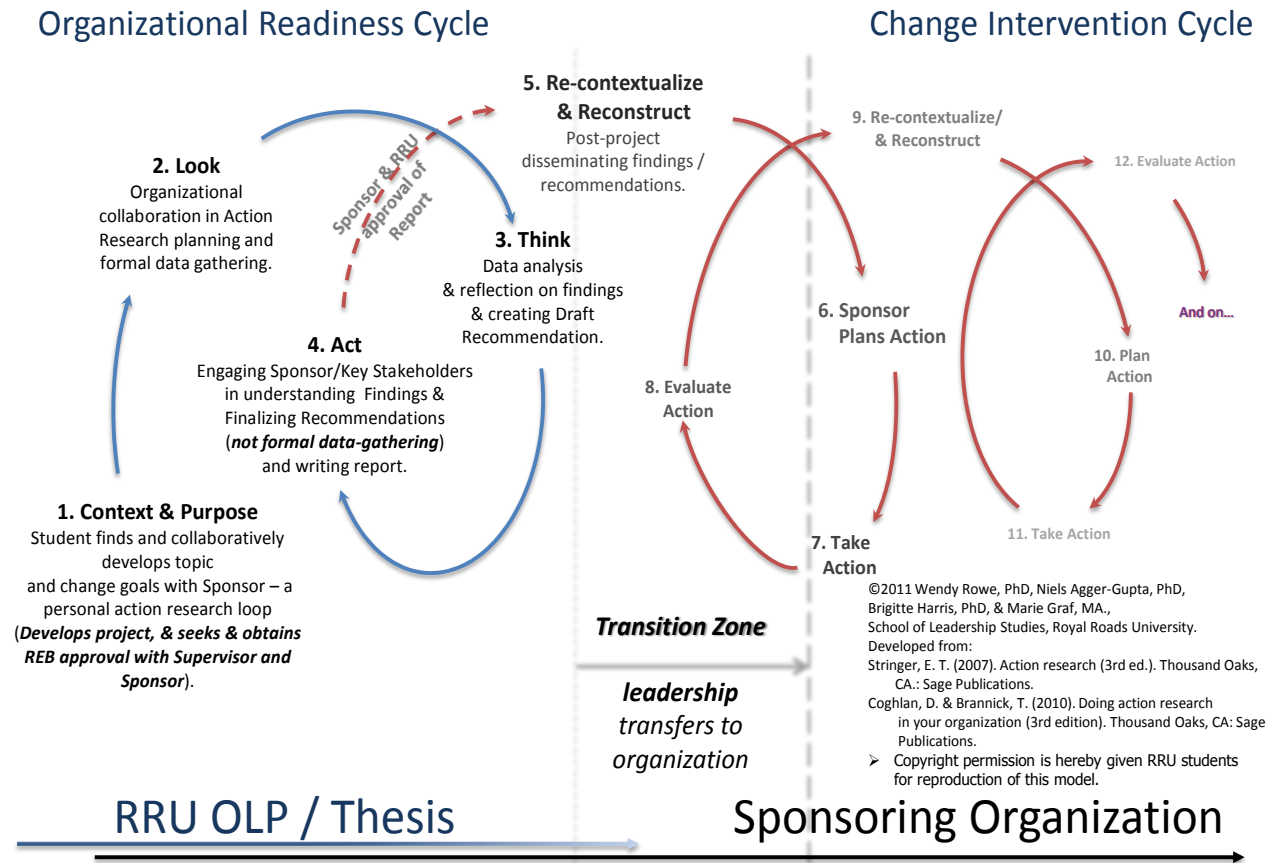 Organizational Readiness Cycle
Change Intervention Cycle
1. Context & Purpose
Student finds and collaboratively
develops topic
and change goals with Sponsor – a
personal action research loop
(Develops project, & seeks & obtains
REB approval with Supervisor and
Sponsor).
2. Look
Organizational
collaboration in Action
Research planning and
formal data gathering.
3. Think
Data analysis
& reflection on findings
& creating Draft
Recommendation.
4. Act
Engaging Sponsor/Key Stakeholders
in understanding Findings &
Finalizing Recommendations
(not formal data-gathering)
and writing report.
Sponsor & RRU
approval of
Report
5. Re-contextualize
& Reconstruct
Post-project
disseminating findings /
recommendations.
6. Sponsor
Plans Action
7. Take
Action
8. Evaluate
Action
9. Re-contextualize/
& Reconstruct
10. Plan
Action
11. Take Action
12. Evaluate Action
And on...
Transition Zone
leadership
transfers to
organization
©2011 Wendy Rowe, PhD, Niels Agger-Gupta, PhD,
Brigitte Harris, PhD, & Marie Graf, MA.,
School of Leadership Studies, Royal Roads University.
Developed from:
Stringer, E. T. (2007). Action research (3rd ed.). Thousand Oaks,
CA.: Sage Publications.
Coghlan, D. & Brannick, T. (2010). Doing action research
in your organization (3rd edition). Thousand Oaks, CA: Sage
Publications.
➢ Copyright permission is hereby given RRU students
for reproduction of this model.
RRU OLP / Thesis
Sponsoring Organization